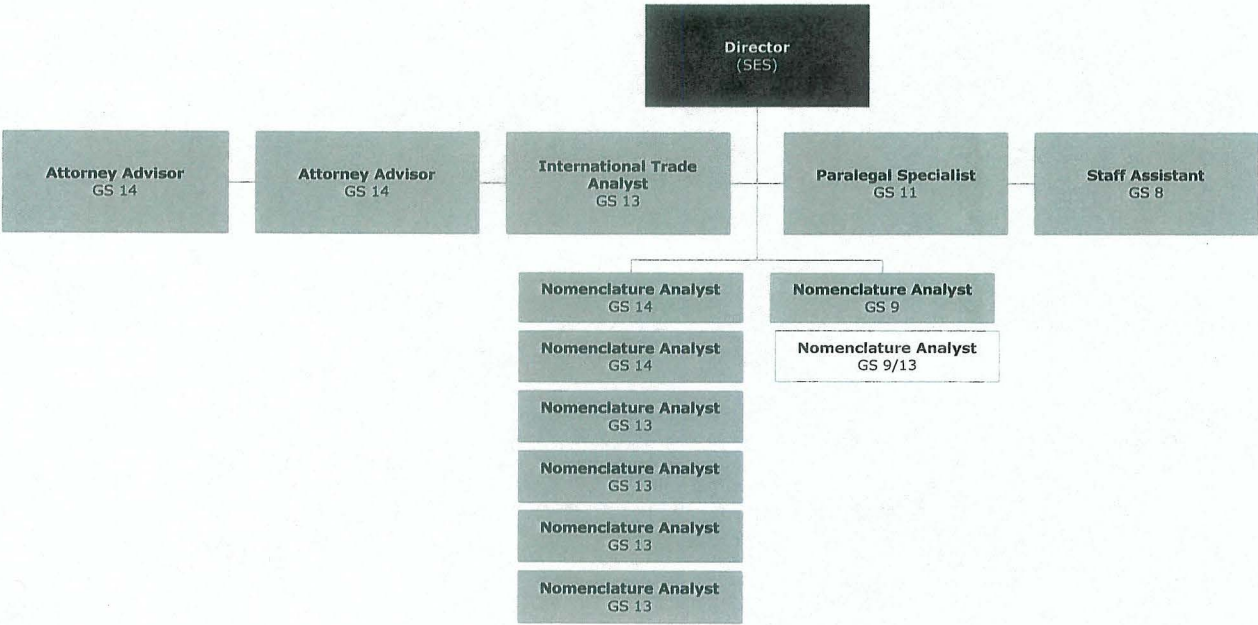 Director
(SES)
Attorney Advisor
GS 14
Attorney Advisor
GS 14
International Trade
Analyst
GS 13
Paralegal Specialist
GS 11
Staff Assistant
GS 8
Nomenclature Analyst
GS 14
Nomenclature Analyst
GS 14
Nomenclature Analyst
GS 13
Nomenclature Analyst
GS 13
Nomenclature Analyst
GS 13
Nomenclature Analyst
GS 13
Nomenclature Analyst
GS 9
Nomenclature Analyst
GS 9/13